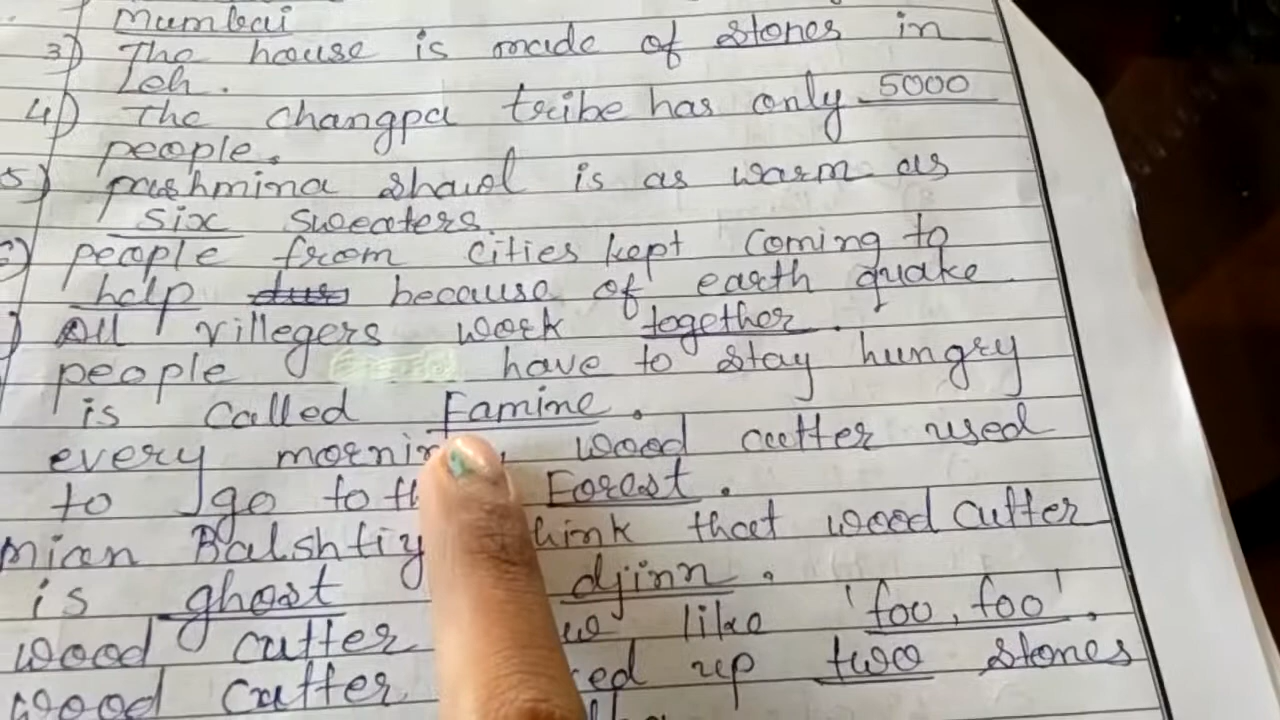 Mumbai
3) The house is made of stones in
Leh.
4) The changpa tribe has only 5000
people.
5) pashmina shawl is as warm as
six sweaters.
people from cities kept coming to
help because of earth quake
All villegers work together.
people have to stay hungry
is called Famine.
every wood cutter used
to go to Forest.
mian Balshtiy think that wood cutter
is ghost djinn.
wood cutter like 'foo, foo'.
wood cutter up two stones